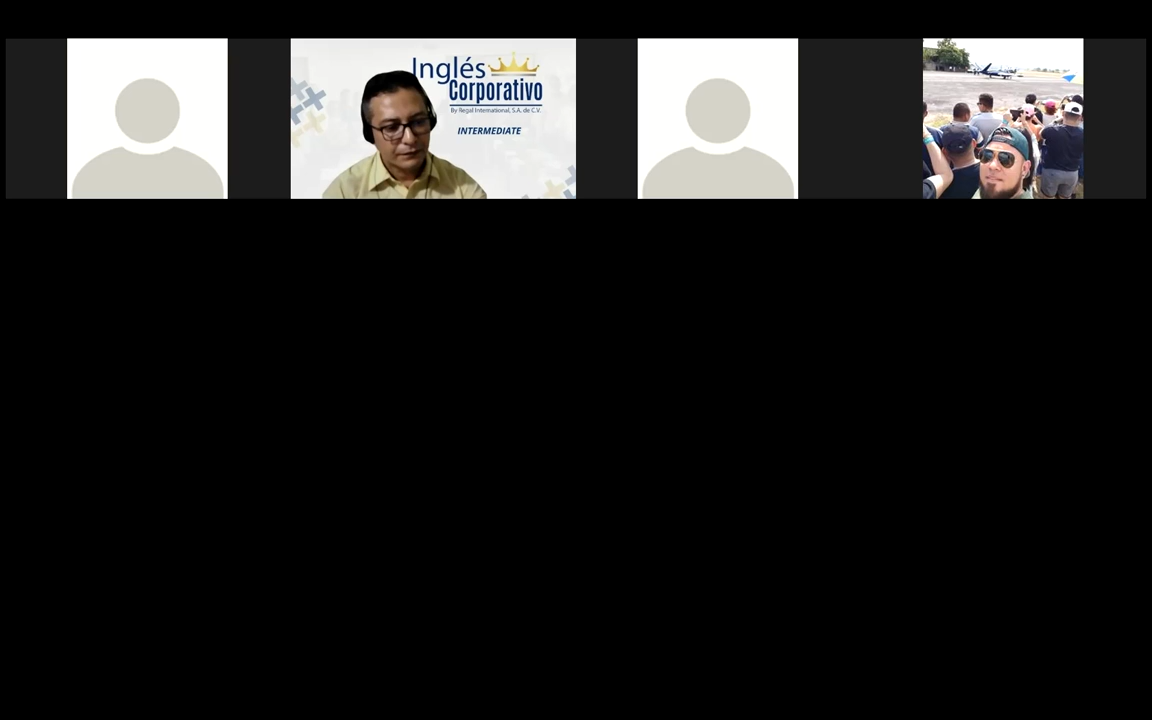 Inglés
Corporativo
By Regal International, S.A. de C.V.
INTERMEDIATE